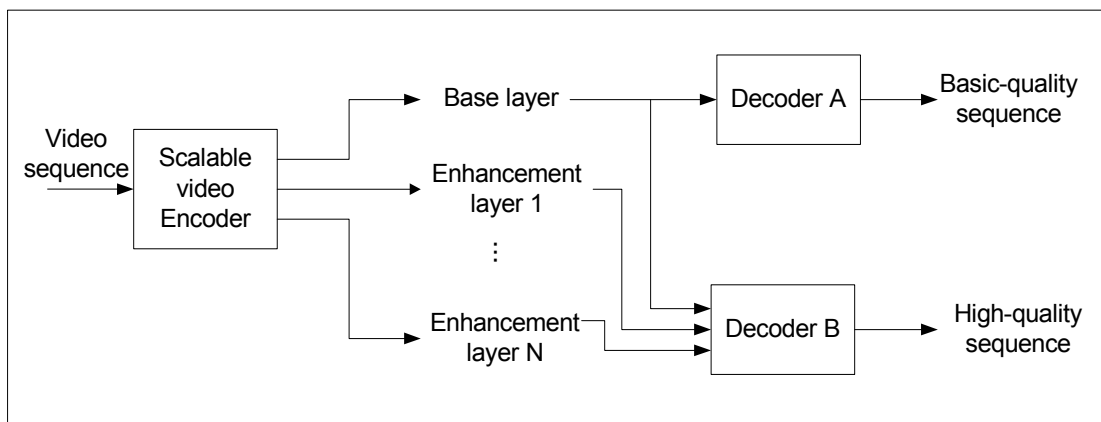 Video
sequence
Scalable
video
Encoder
Base layer
Enhancement
layer 1
⋮
Enhancement
layer N
Decoder A
Basic-quality
sequence
Decoder B
High-quality
sequence